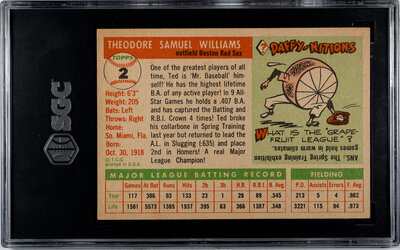 SGC
TOPPS
2
THEODORE SAMUEL WILLIAMS
outfield Boston Red Sox
Height: 6'3"
Weight: 205
Bats: Left
Throws: Right
Home:
So. Miami, Fla.
Born:
Oct. 30, 1918
© T.C.G.
PRINTED IN U.S.A.
One of the greatest players of all
time, Ted is 'Mr. Baseball' him-
self! He has the highest lifetime
B.A. of any active player! In 9 All-
Star Games he holds a .407 B.A.
and has captured the Batting and
R.B.I. Crown 4 times! Ted broke
his collarbone in Spring Training
last year but returned to lead the
A.L. in Slugging (.635) and place
2nd in Homers! A real Major
League Champion!
DAFFY-NITIONS
WHAT IS THE "GRAPE-
FRUIT LEAGUE"?
ANS. The Spring training exhibition
games played in warm climates.
MAJOR LEAGUE BATTING RECORD
FIELDING
Games At Bat Runs Hits 2b 3b H.R. R.B.I. B. Avg. P.O. Assists Errors F. Avg.
Year 117 386 93 133 23 1 29 89 .345 213 5 4 .982
Life 1581 5573 1387 1937 395 63 366 1387 .348 3221 115 94 .973